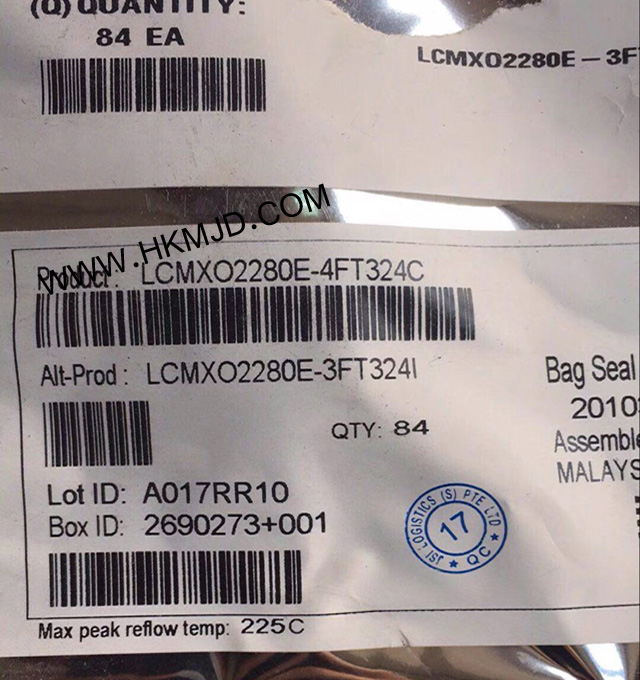 (Q) QUANTITY:
84 EA
LCMXO2280E-3F
WWW.HKMJD.COM
Product: LCMXO2280E-4FT324C
Alt-Prod: LCMXO2280E-3FT324I
QTY: 84
Bag Seal
2010
Assemble
MALAYS
Lot ID: A017RR10
Box ID: 2690273+001
IST LOGISTICS (S) PTE LTD
17
★ QC ★
Max peak reflow temp: 225C